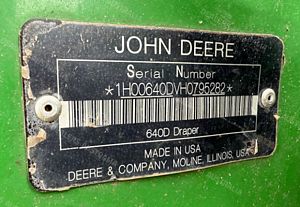 JOHN DEERE
Serial Number
*1H00640DVH0795282*
640D Draper
MADE IN USA
DEERE & COMPANY, MOLINE, ILLINOIS, USA